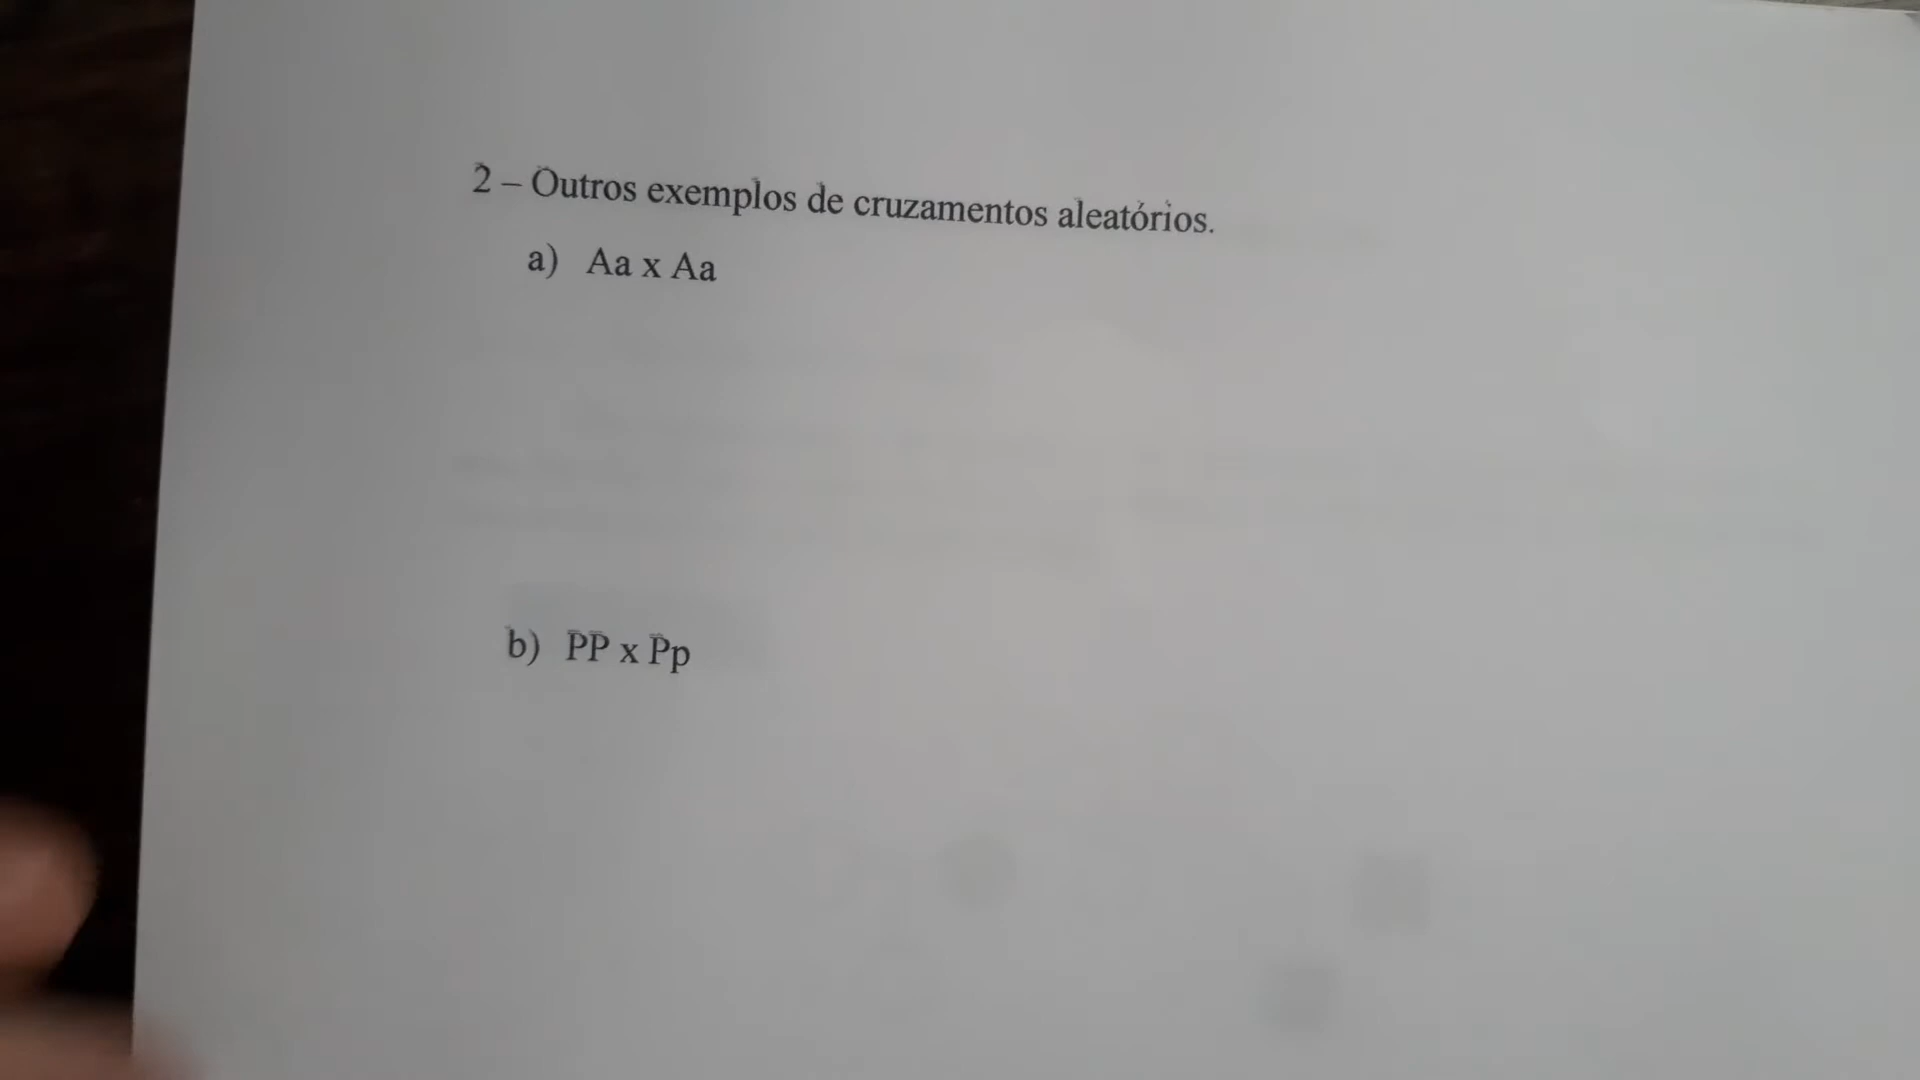 2 – Outros exemplos de cruzamentos aleatórios.
a) Aa x Aa
b) PP x Pp